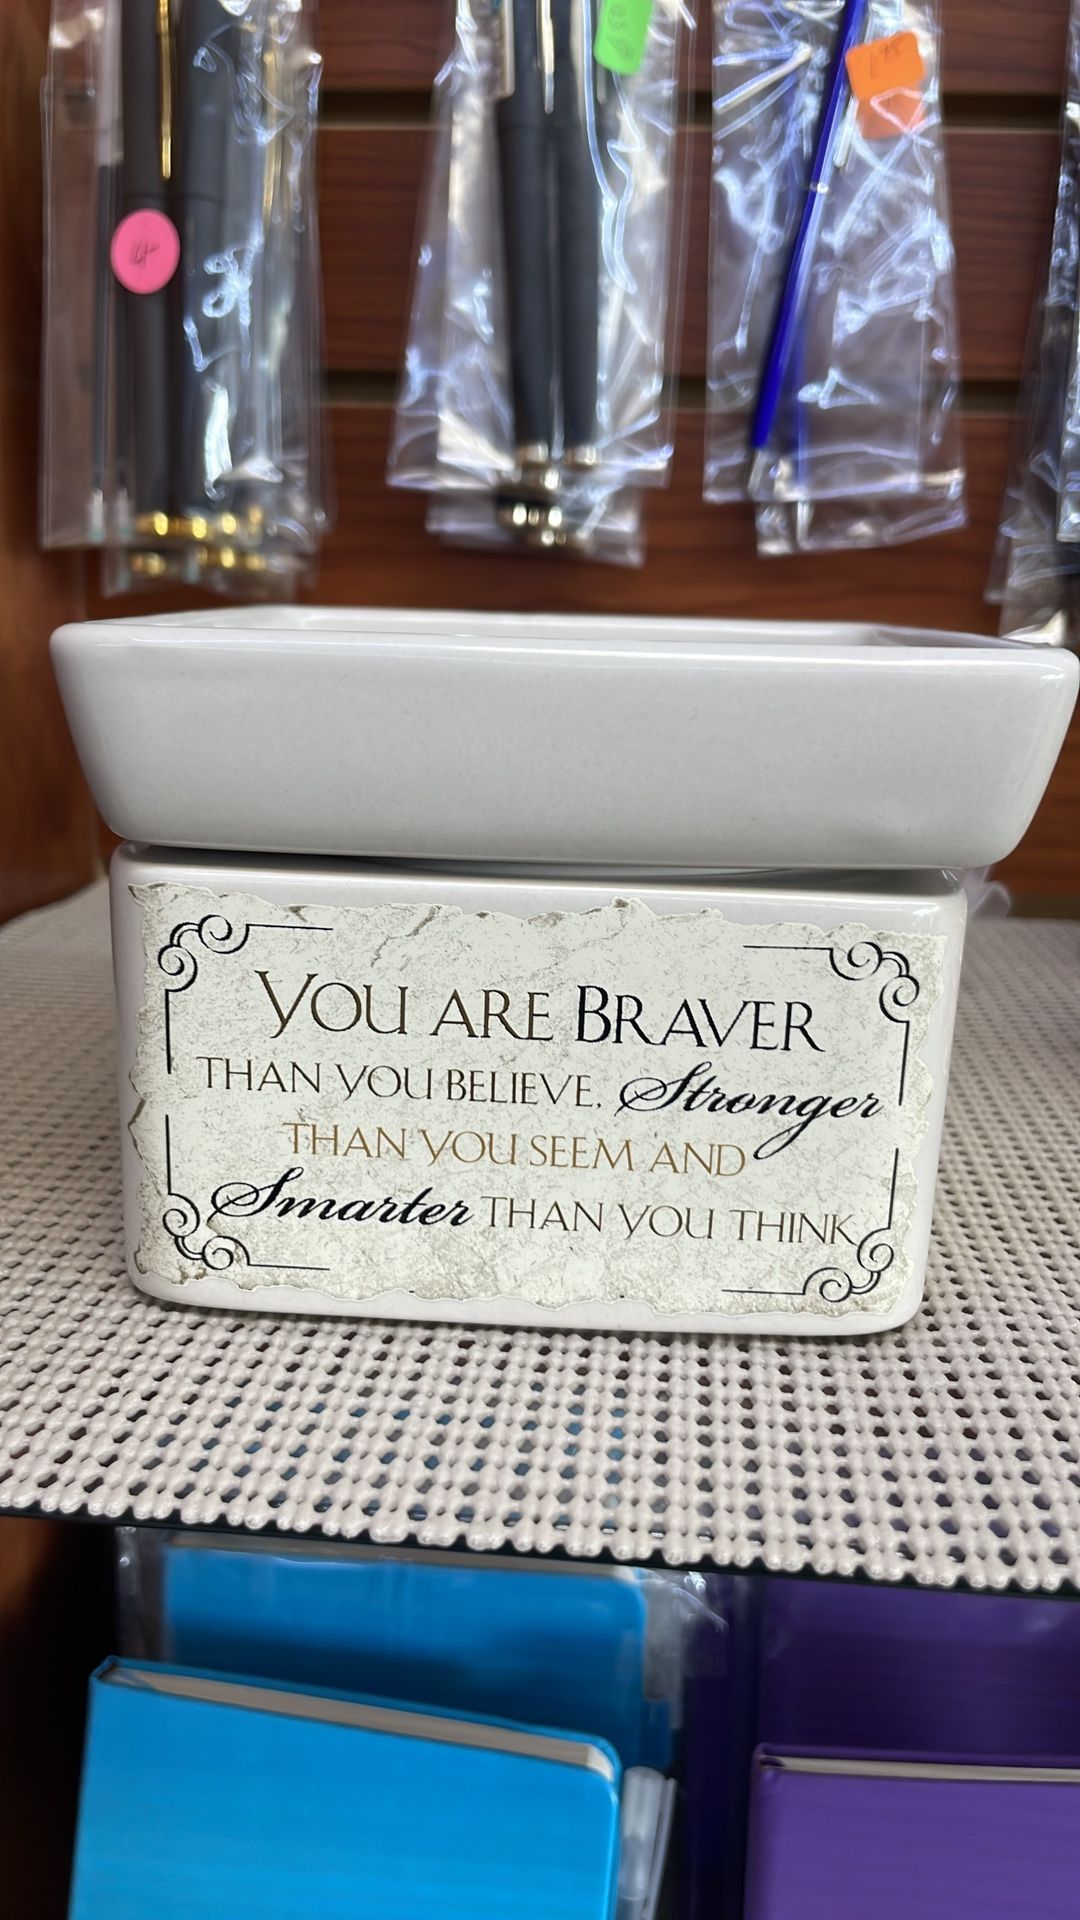 YOU ARE BRAVER
THAN YOU BELIEVE, Stronger
THAN YOU SEEM AND
Smarter THAN YOU THINK